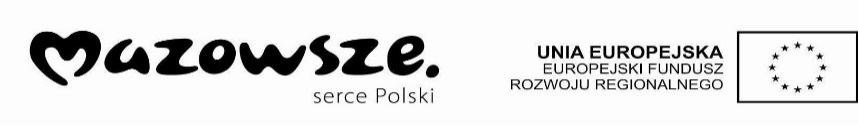 mazowsze.
serce Polski
UNIA EUROPEJSKA
EUROPEJSKI FUNDUSZ
ROZWOJU REGIONALNEGO